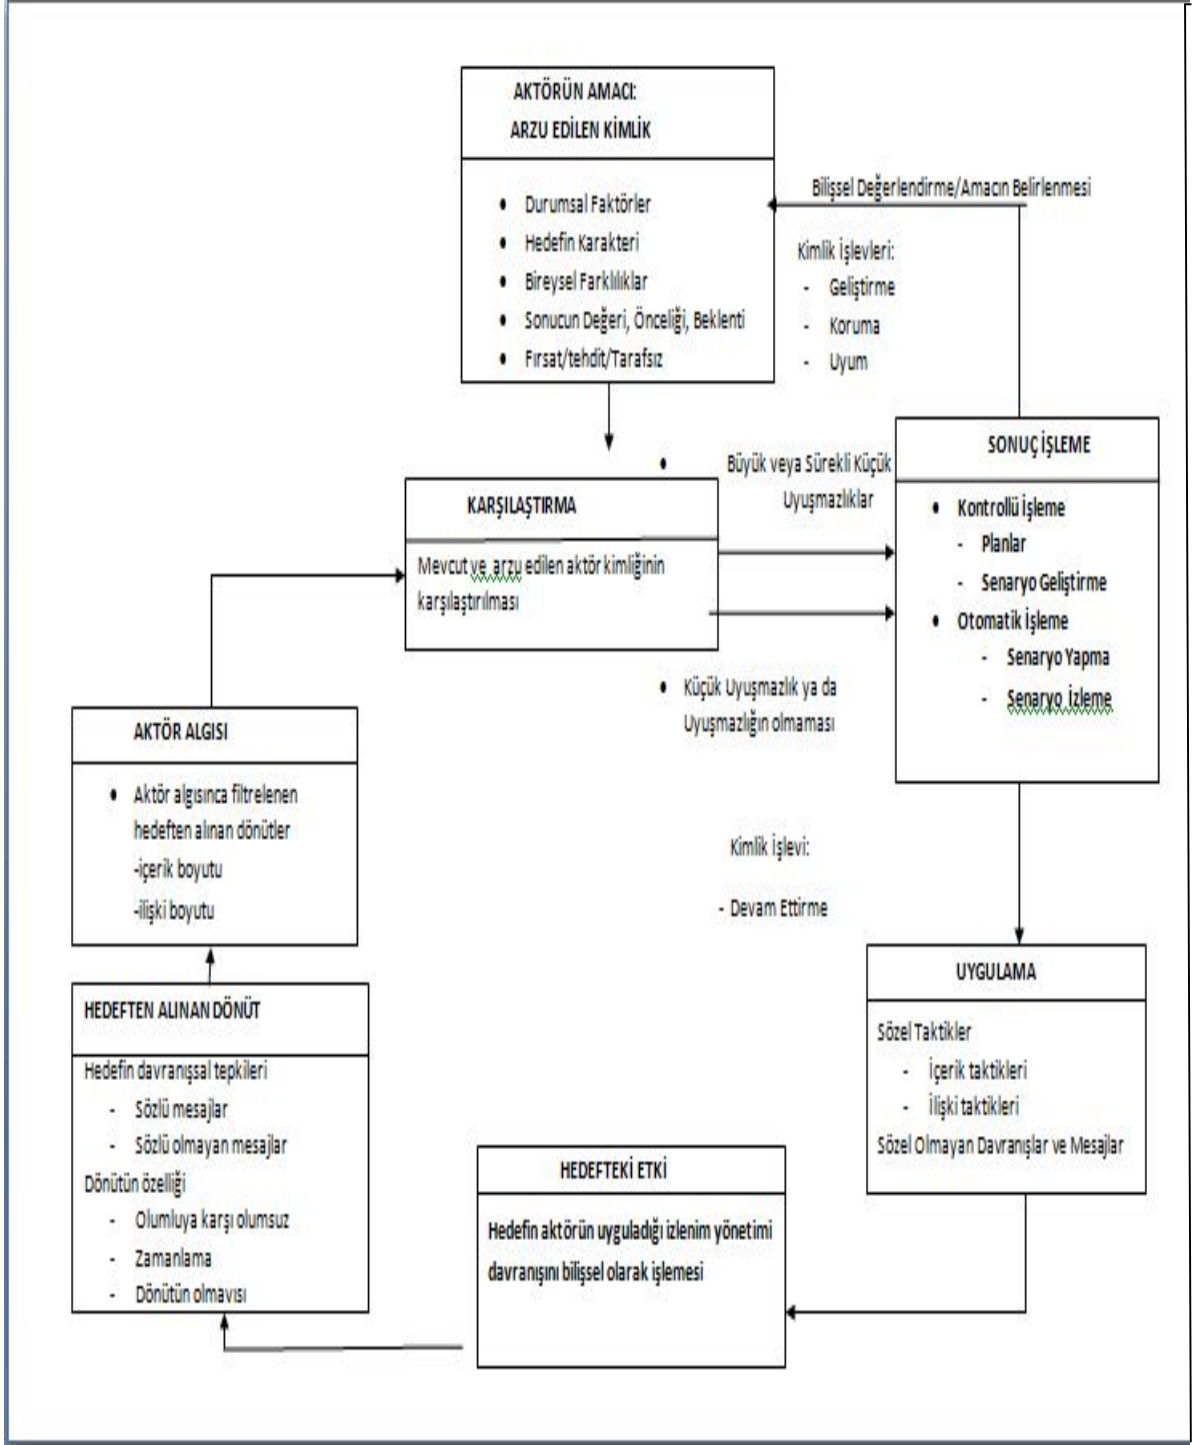 AKTÖRÜN AMACI:
ARZU EDİLEN KİMLİK
• Durumsal Faktörler
• Hedefin Karakteri
• Bireysel Farklılıklar
• Sonucun Değeri, Önceliği, Beklenti
• Fırsat/tehdit/Tarafsız
Bilişsel Değerlendirme/Amacın Belirlenmesi
Kimlik İşlevleri:
- Geliştirme
- Koruma
- Uyum
KARŞILAŞTIRMA
Mevcut ve arzu edilen aktör kimliğinin
karşılaştırılması
• Büyük veya Sürekli Küçük
Uyuşmazlıklar
• Küçük Uyuşmazlık ya da
Uyuşmazlığın olmaması
SONUÇ İŞLEME
• Kontrollü İşleme
- Planlar
- Senaryo Geliştirme
• Otomatik İşleme
- Senaryo Yapma
- Senaryo İzleme
Kimlik İşlevi:
- Devam Ettirme
UYGULAMA
Sözel Taktikler
- İçerik taktikleri
- İlişki taktikleri
Sözel Olmayan Davranışlar ve Mesajlar
HEDEFTEKİ ETKİ
Hedefin aktörün uyguladığı izlenim yönetimi
davranışını bilişsel olarak işlemesi
HEDEFTEN ALINAN DÖNÜT
Hedefin davranışsal tepkileri
- Sözlü mesajlar
- Sözlü olmayan mesajlar
Dönütün özelliği
- Olumluya karşı olumsuz
- Zamanlama
- Dönütün olmayısı
AKTÖR ALGISI
• Aktör algısınca filtrelenen
hedeften alınan dönütler
-içerik boyutu
-ilişki boyutu